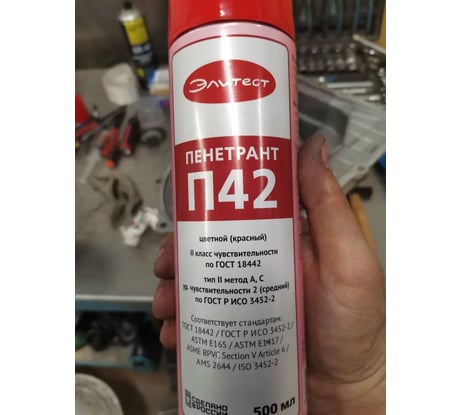 Элитест
ПЕНЕТРАНТ
П42
цветной (красный)
II класс чувствительности
по ГОСТ 18442
тип II метод А, С
ур. чувствительности 2 (средний)
по ГОСТ Р ИСО 3452-2
Соответствует стандартам:
ГОСТ 18442 / ГОСТ Р ИСО 3452-2/
ASTM E165 / ASTM E1417/
ASME BPVC Section V Article 6 /
AMS 2644 / ISO 3452-2
СДЕЛАНО
В РОССИИ
500 мл